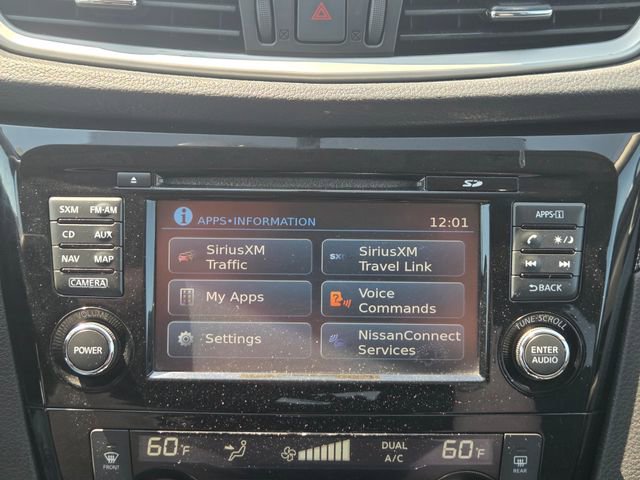 SD
SXM FM-AM
CD AUX
NAV MAP
CAMERA
VOLUME
POWER
APPS•INFORMATION 12:01
SiriusXM
Traffic
SiriusXM
Travel Link
My Apps
Voice
Commands
Settings
NissanConnect
Services
APPS•i
BACK
TUNE•SCROLL
ENTER
AUDIO
FRONT
60°F
DUAL
A/C
60°F
REAR